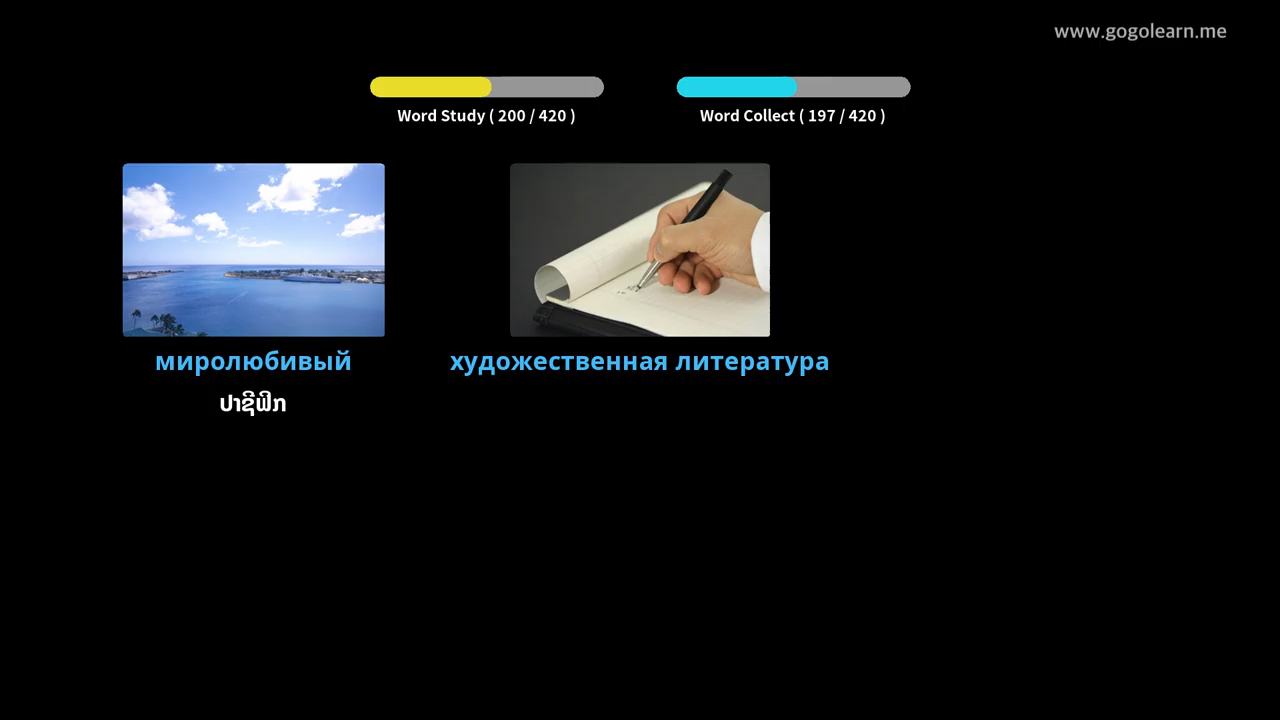 www.gogolearn.me
Word Study ( 200 / 420 )
Word Collect ( 197 / 420 )
миролюбивый
художественная литература
ປາຊີຟິກ